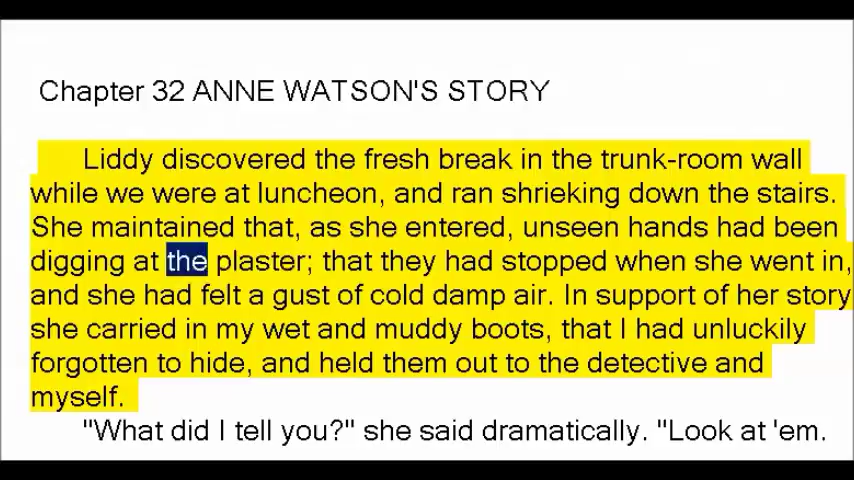 Chapter 32 ANNE WATSON'S STORY
Liddy discovered the fresh break in the trunk-room wall
while we were at luncheon, and ran shrieking down the stairs.
She maintained that, as she entered, unseen hands had been
digging at the plaster; that they had stopped when she went in,
and she had felt a gust of cold damp air. In support of her story
she carried in my wet and muddy boots, that I had unluckily
forgotten to hide, and held them out to the detective and
myself.
"What did I tell you?" she said dramatically. "Look at 'em.